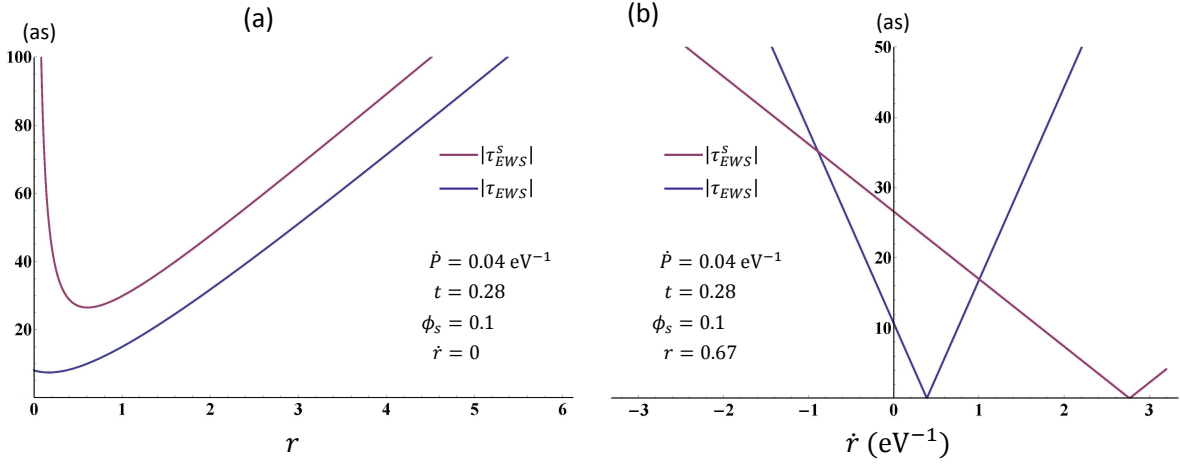 (a)
(as)
100
80
60
40
20
0 1 2 3 4 5 6
r
|τ^s_EWS|
|τ_EWS|
Ṗ = 0.04 eV⁻¹
t = 0.28
ϕ_s = 0.1
ṙ = 0
(b)
(as)
50
40
30
20
10
−3 −2 −1 0 1 2 3
ṙ (eV⁻¹)
|τ^s_EWS|
|τ_EWS|
Ṗ = 0.04 eV⁻¹
t = 0.28
ϕ_s = 0.1
r = 0.67